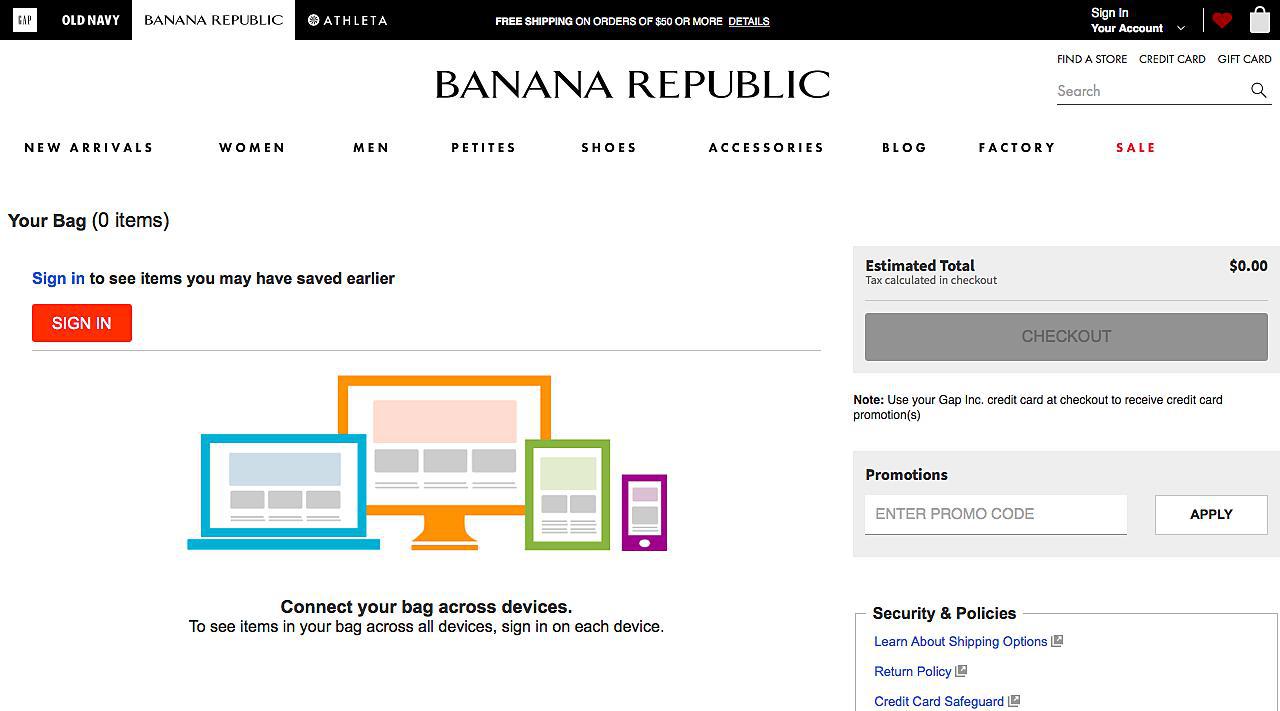 GAP OLD NAVY BANANA REPUBLIC ATHLETA FREE SHIPPING ON ORDERS OF $50 OR MORE DETAILS
Sign In
Your Account
FIND A STORE CREDIT CARD GIFT CARD
BANANA REPUBLIC
Search
NEW ARRIVALS WOMEN MEN PETITES SHOES ACCESSORIES BLOG FACTORY SALE
Your Bag (0 items)
Sign in to see items you may have saved earlier
SIGN IN
Connect your bag across devices.
To see items in your bag across all devices, sign in on each device.
Estimated Total $0.00
Tax calculated in checkout
CHECKOUT
Note: Use your Gap Inc. credit card at checkout to receive credit card
promotion(s)
Promotions
ENTER PROMO CODE APPLY
Security & Policies
Learn About Shipping Options
Return Policy
Credit Card Safeguard